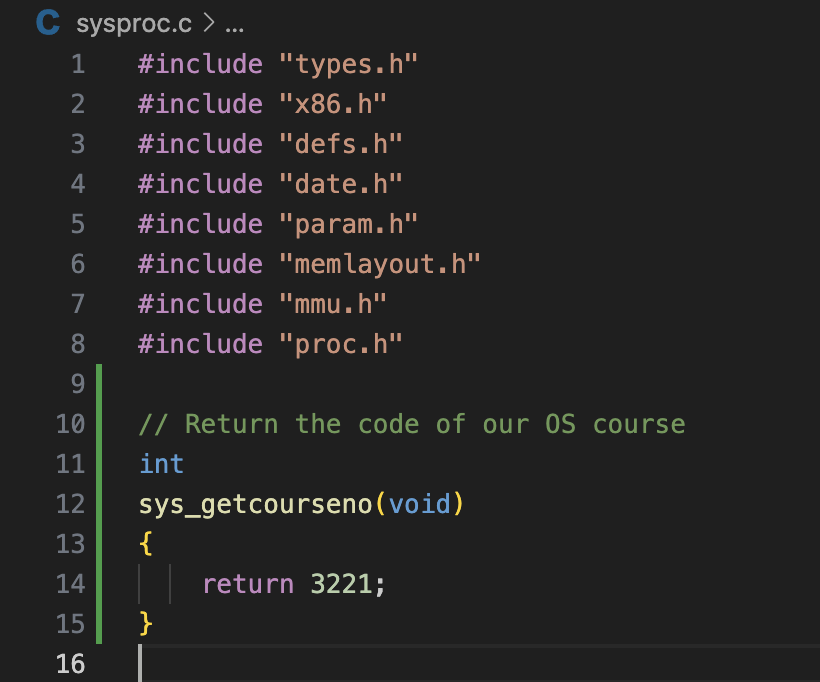 C sysproc.c > ...
1 #include "types.h"
2 #include "x86.h"
3 #include "defs.h"
4 #include "date.h"
5 #include "param.h"
6 #include "memlayout.h"
7 #include "mmu.h"
8 #include "proc.h"
9
10 // Return the code of our OS course
11 int
12 sys_getcourseno(void)
13 {
14     return 3221;
15 }
16